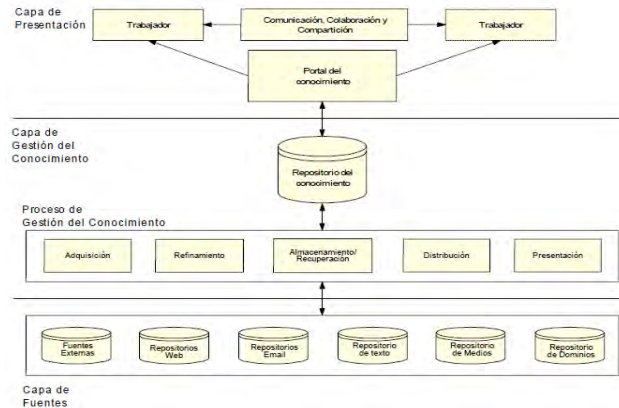 Capa de
Presentación
Trabajador
Comunicación, Colaboración y
Compartición
Trabajador
Portal del
conocimiento
Capa de
Gestión del
Conocimiento
Repositorio del
conocimiento
Proceso de
Gestión del Conocimiento
Adquisición
Refinamiento
Almacenamiento/
Recuperación
Distribución
Presentación
Fuentes
Externas
Repositorios
Web
Repositorios
Email
Repositorio
de texto
Repositorio
de Medios
Repositorio
de Dominios
Capa de
Fuentes